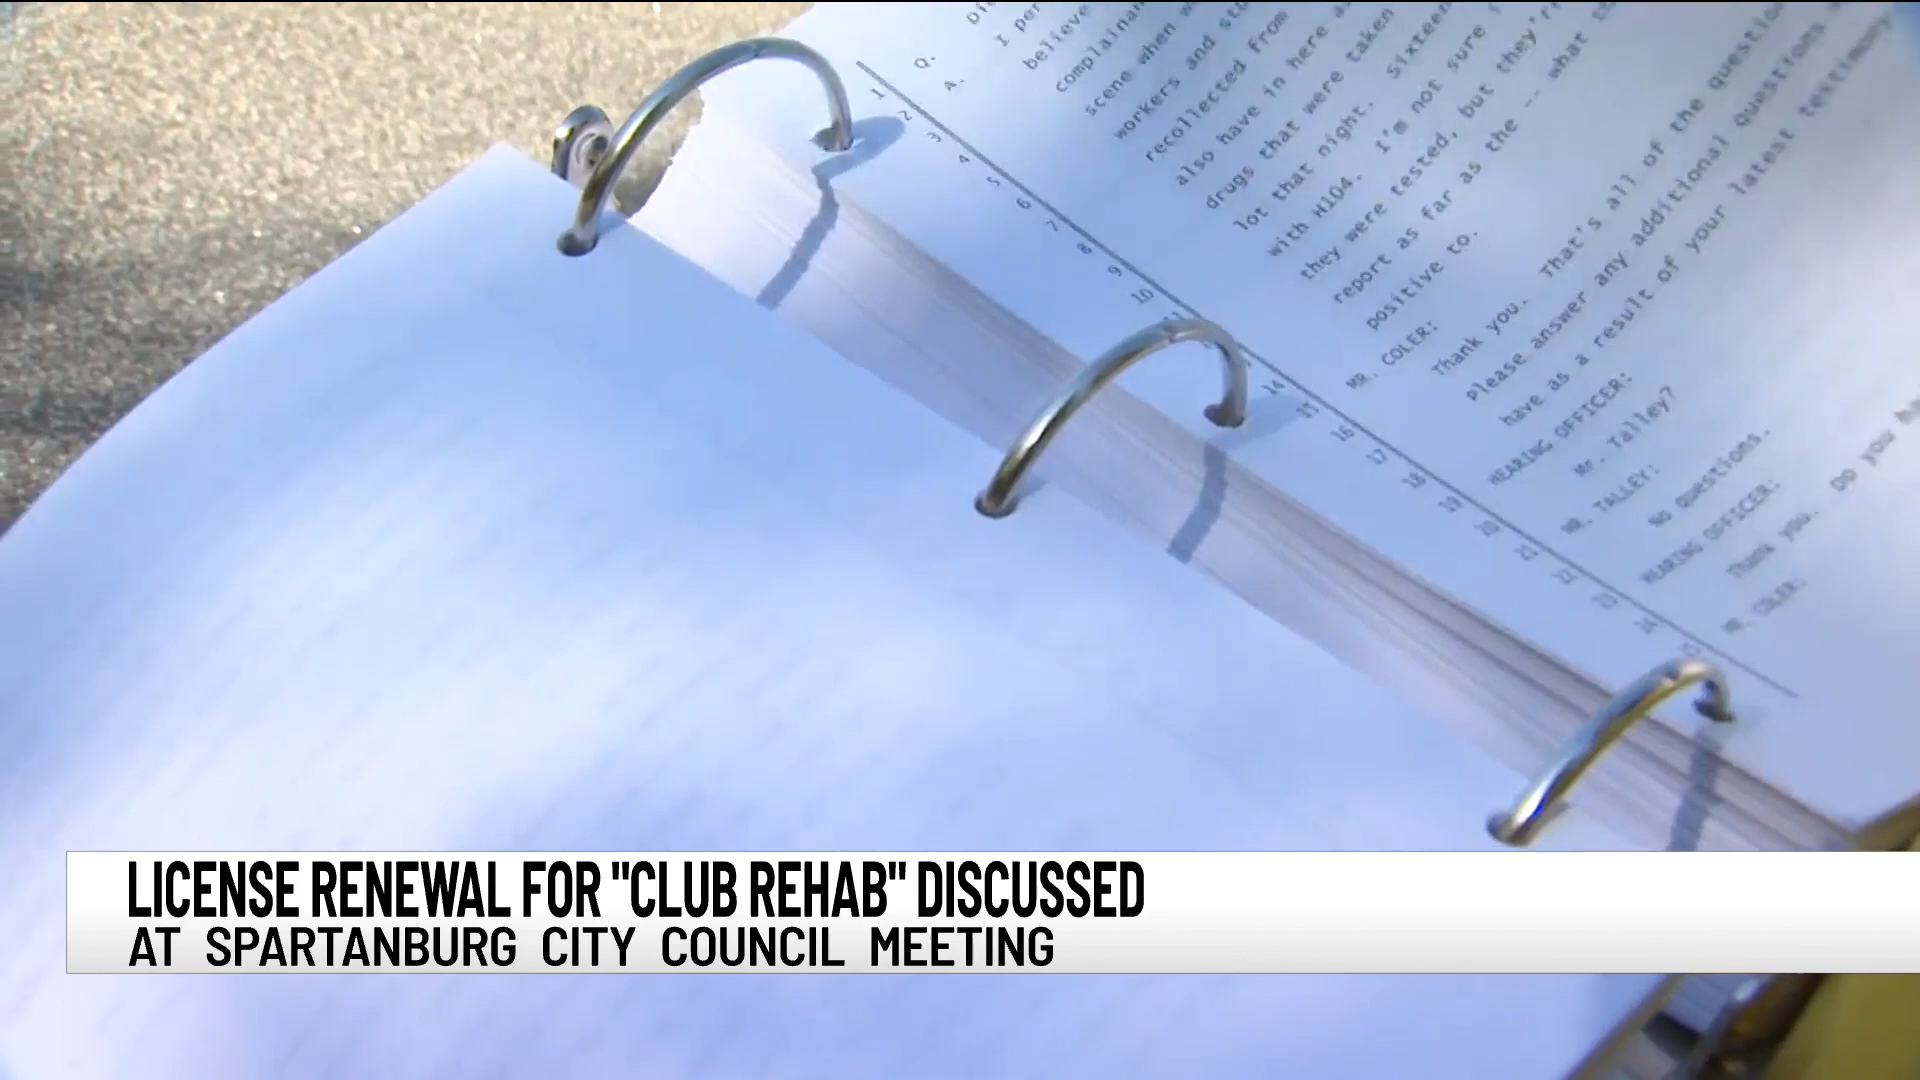 Q.
A. I
believe
complainan
scene when
workers and
recollected from
also have in here
drugs that were taken
lot that night. Sixteen
with H104. I'm not sure
they were tested, but they'r
report as far as the -- what
positive to.
MR. COLER:
Thank you. That's all of the question
please answer any additional questions
have as a result of your latest testimony
HEARING OFFICER:
Mr. Talley?
MR. TALLEY:
No questions.
HEARING OFFICER:
Thank you. Do you
MR. COLER:
1
2
3
4
5
6
7
8
9
10
14
15
16
17
18
19
20
21
22
23
24
25
LICENSE RENEWAL FOR "CLUB REHAB" DISCUSSED
AT SPARTANBURG CITY COUNCIL MEETING